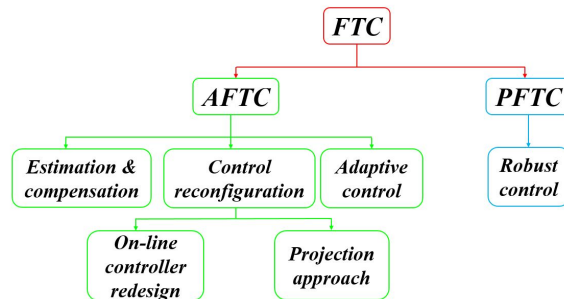 FTC
AFTC
PFTC
Estimation &
compensation
Control
reconfiguration
Adaptive
control
Robust
control
On-line
controller
redesign
Projection
approach